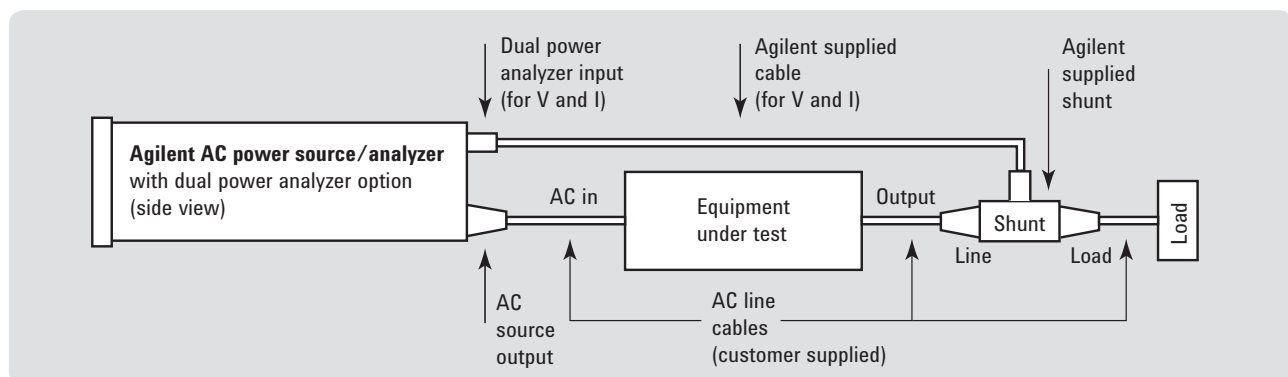 Dual power
analyzer input
(for V and I)
Agilent supplied
cable
(for V and I)
Agilent
supplied
shunt
Agilent AC power source/analyzer
with dual power analyzer option
(side view)
AC in
Equipment
under test
Output
Shunt
Line
Load
Load
AC
source
output
AC line
cables
(customer supplied)